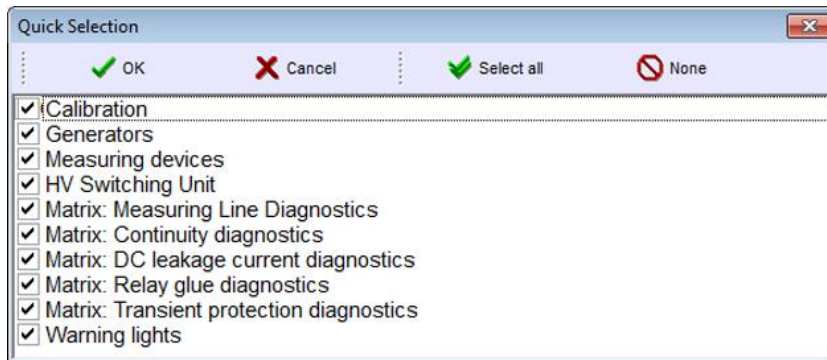 Quick Selection
OK Cancel Select all None
Calibration
Generators
Measuring devices
HV Switching Unit
Matrix: Measuring Line Diagnostics
Matrix: Continuity diagnostics
Matrix: DC leakage current diagnostics
Matrix: Relay glue diagnostics
Matrix: Transient protection diagnostics
Warning lights